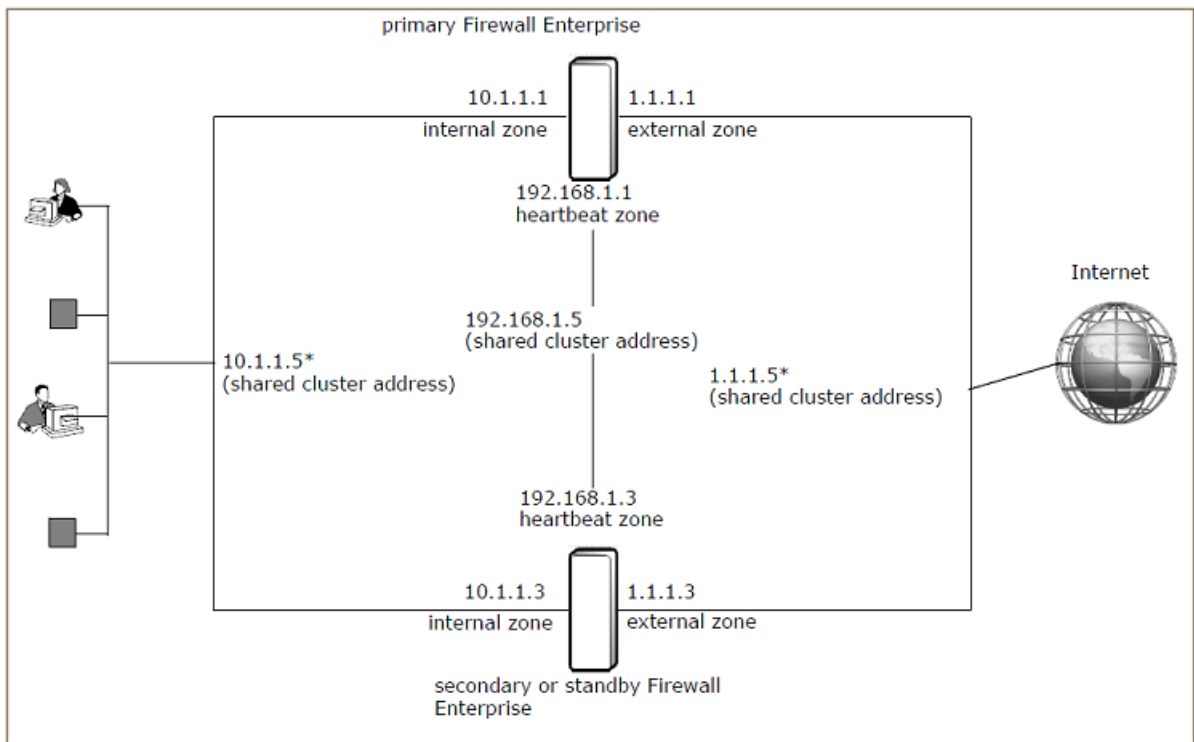 primary Firewall Enterprise
10.1.1.1
1.1.1.1
internal zone
external zone
192.168.1.1
heartbeat zone
Internet
192.168.1.5
(shared cluster address)
10.1.1.5*
(shared cluster address)
1.1.1.5*
(shared cluster address)
192.168.1.3
heartbeat zone
10.1.1.3
1.1.1.3
internal zone
external zone
secondary or standby Firewall
Enterprise